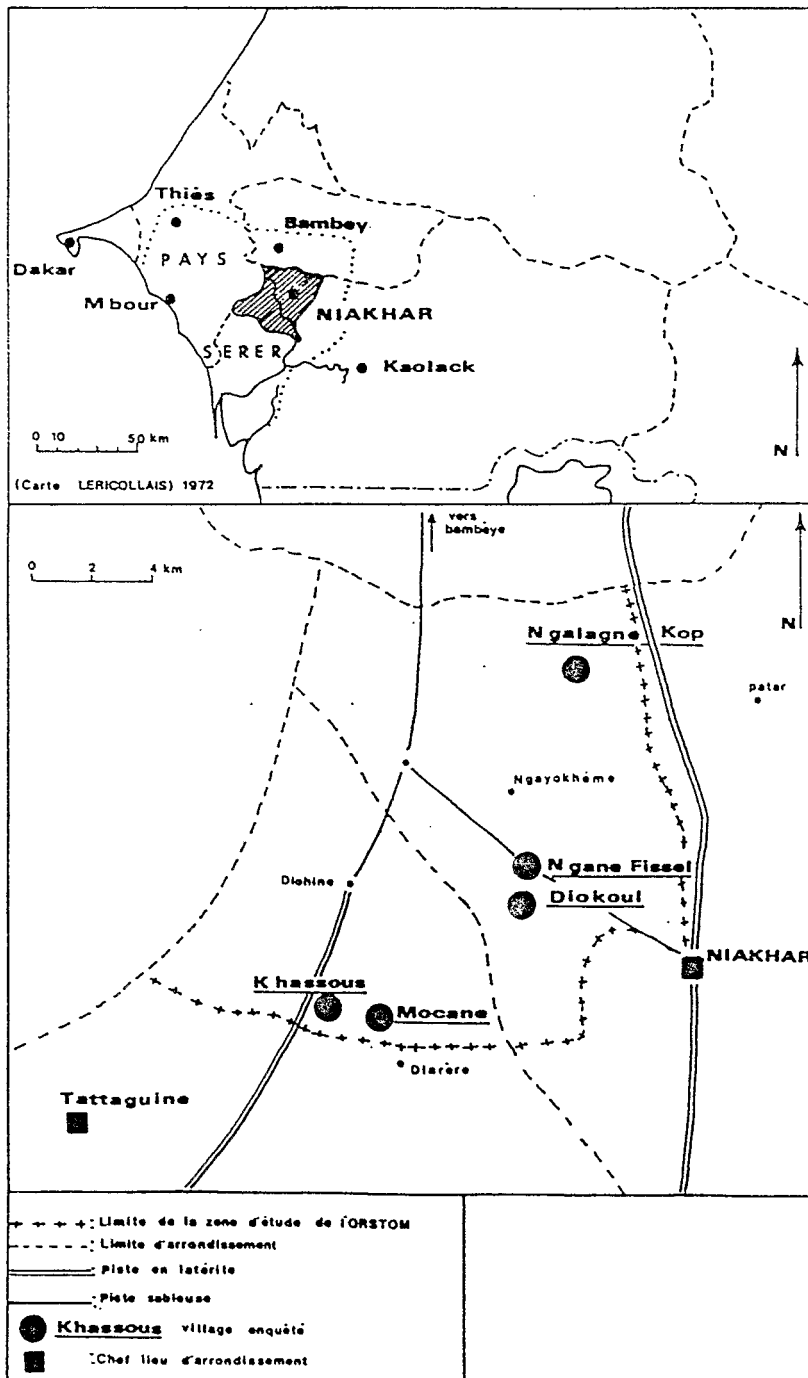 Thiès
Bambey
PAYS
Dakar
Mbour
NIAKHAR
SERER
Kaolack
0 10 50 km
N
(Carte LERICOLLAIS) 1972
vers
bambèye
0 2 4 km
N
Ngalagne Kop
patar
Ngayokhème
Ngane Fissel
Diohine
Diokoul
NIAKHAR
Khassous
Mocane
Diarère
Tattaguine
Limite de la zone d'étude de l'ORSTOM
Limite d'arrondissement
Piste en latérite
Piste sableuse
Khassous village enquêté
Chef lieu d'arrondissement